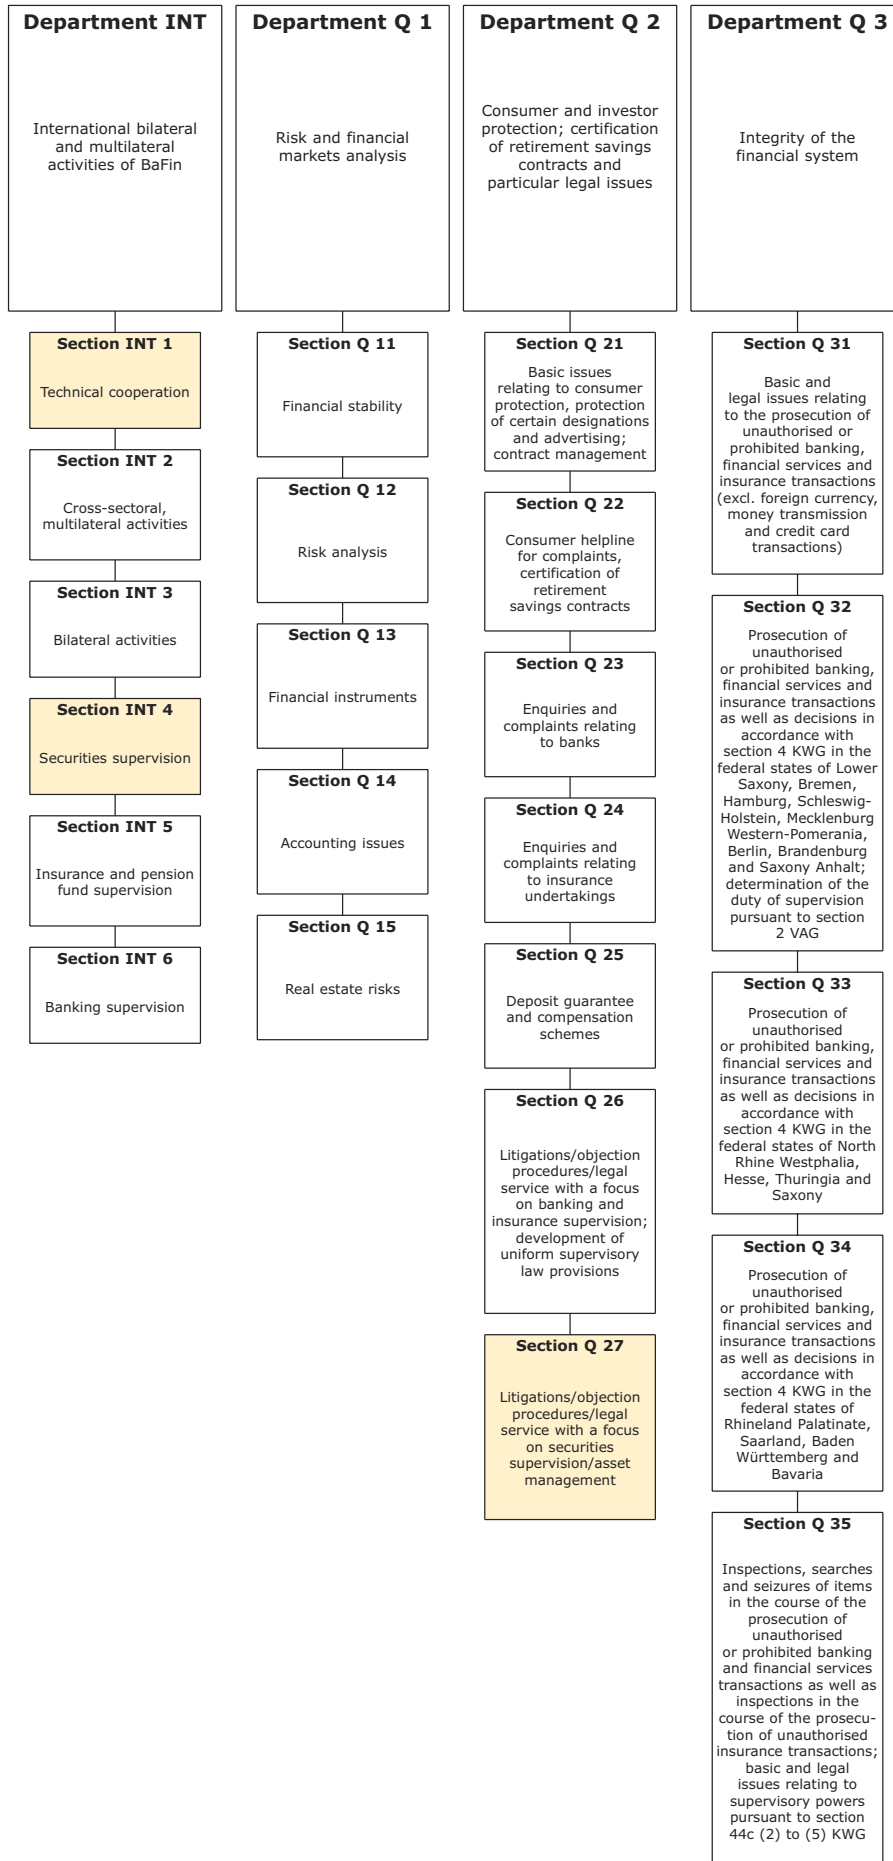 Department INT
International bilateral
and multilateral
activities of BaFin
Section INT 1
Technical cooperation
Section INT 2
Cross-sectoral,
multilateral activities
Section INT 3
Bilateral activities
Section INT 4
Securities supervision
Section INT 5
Insurance and pension
fund supervision
Section INT 6
Banking supervision
Department Q 1
Risk and financial
markets analysis
Section Q 11
Financial stability
Section Q 12
Risk analysis
Section Q 13
Financial instruments
Section Q 14
Accounting issues
Section Q 15
Real estate risks
Department Q 2
Consumer and investor
protection; certification
of retirement savings
contracts and
particular legal issues
Section Q 21
Basic issues
relating to consumer
protection, protection
of certain designations
and advertising;
contract management
Section Q 22
Consumer helpline
for complaints,
certification of
retirement
savings contracts
Section Q 23
Enquiries and
complaints relating
to banks
Section Q 24
Enquiries and
complaints relating
to insurance
undertakings
Section Q 25
Deposit guarantee
and compensation
schemes
Section Q 26
Litigations/objection
procedures/legal
service with a focus
on banking and
insurance supervision;
development of
uniform supervisory
law provisions
Section Q 27
Litigations/objection
procedures/legal
service with a focus
on securities
supervision/asset
management
Department Q 3
Integrity of the
financial system
Section Q 31
Basic and
legal issues relating
to the prosecution of
unauthorised or
prohibited banking,
financial services and
insurance transactions
(excl. foreign currency,
money transmission
and credit card
transactions)
Section Q 32
Prosecution of
unauthorised
or prohibited banking,
financial services and
insurance transactions
as well as decisions in
accordance with
section 4 KWG in the
federal states of Lower
Saxony, Bremen,
Hamburg, Schleswig-
Holstein, Mecklenburg
Western-Pomerania,
Berlin, Brandenburg
and Saxony Anhalt;
determination of the
duty of supervision
pursuant to section
2 VAG
Section Q 33
Prosecution of
unauthorised
or prohibited banking,
financial services and
insurance transactions
as well as decisions in
accordance with
section 4 KWG in the
federal states of North
Rhine Westphalia,
Hesse, Thuringia and
Saxony
Section Q 34
Prosecution of
unauthorised
or prohibited banking,
financial services and
insurance transactions
as well as decisions in
accordance with
section 4 KWG in the
federal states of
Rhineland Palatinate,
Saarland, Baden
Württemberg and
Bavaria
Section Q 35
Inspections, searches
and seizures of items
in the course of the
prosecution of
unauthorised
or prohibited banking
and financial services
transactions as well as
inspections in the
course of the prosecu-
tion of unauthorised
insurance transactions;
basic and legal
issues relating to
supervisory powers
pursuant to section
44c (2) to (5) KWG